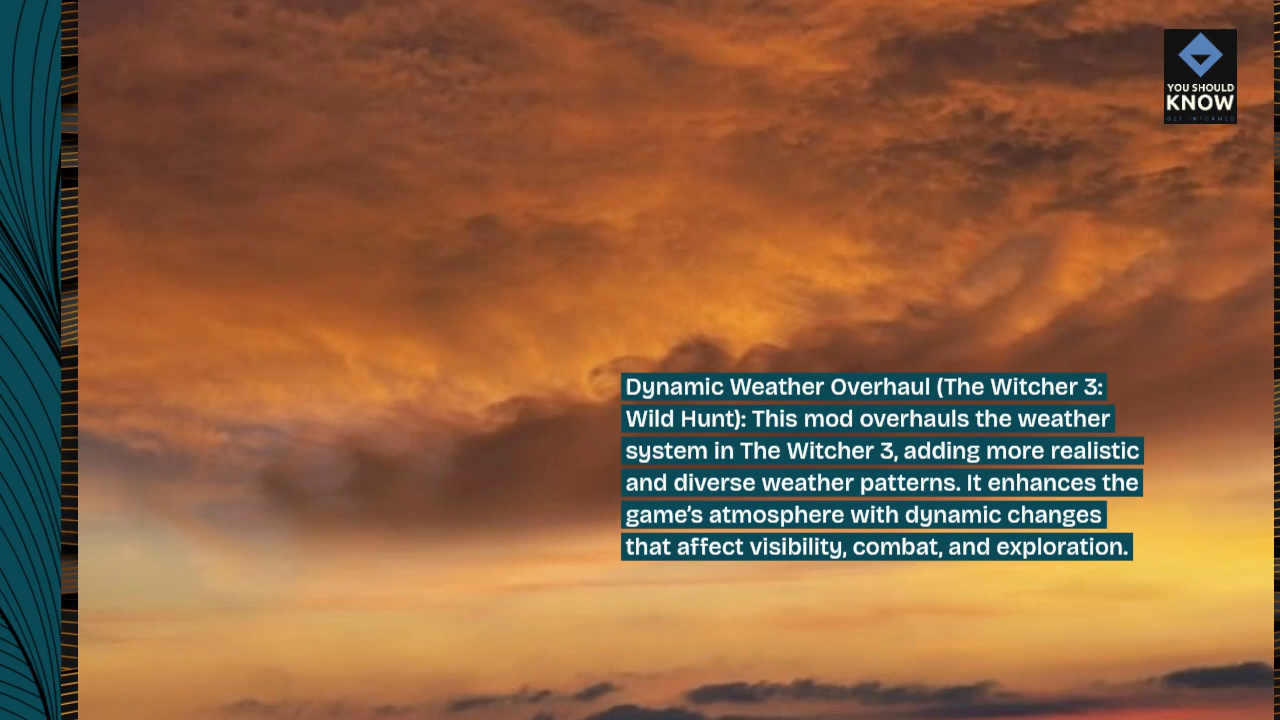 YOU SHOULD
KNOW
GET INFORMED
Dynamic Weather Overhaul (The Witcher 3:
Wild Hunt): This mod overhauls the weather
system in The Witcher 3, adding more realistic
and diverse weather patterns. It enhances the
game’s atmosphere with dynamic changes
that affect visibility, combat, and exploration.